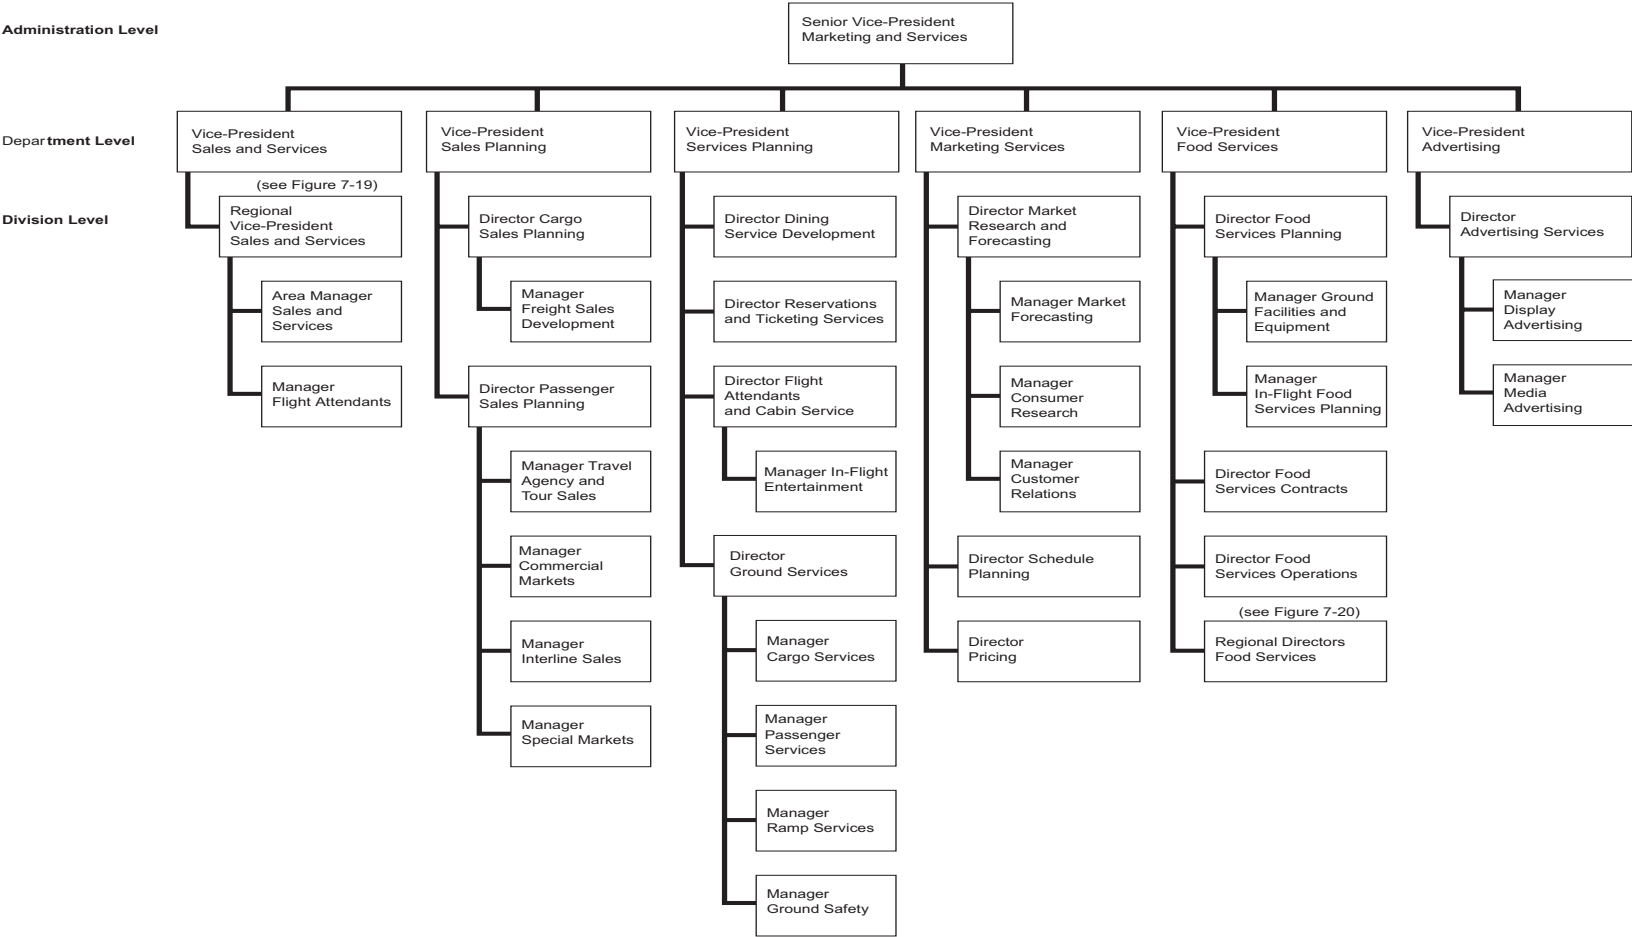 Administration Level
Senior Vice-President
Marketing and Services
Department Level
Vice-President
Sales and Services
Vice-President
Sales Planning
Vice-President
Services Planning
Vice-President
Marketing Services
Vice-President
Food Services
Vice-President
Advertising
Division Level
(see Figure 7-19)
Regional
Vice-President
Sales and Services
Area Manager
Sales and
Services
Manager
Flight Attendants
Director Cargo
Sales Planning
Manager
Freight Sales
Development
Director Passenger
Sales Planning
Manager Travel
Agency and
Tour Sales
Manager
Commercial
Markets
Manager
Interline Sales
Manager
Special Markets
Director Dining
Service Development
Director Reservations
and Ticketing Services
Director Flight
Attendants
and Cabin Service
Manager In-Flight
Entertainment
Director
Ground Services
Manager
Cargo Services
Manager
Passenger
Services
Manager
Ramp Services
Manager
Ground Safety
Director Market
Research and
Forecasting
Manager Market
Forecasting
Manager
Consumer
Research
Manager
Customer
Relations
Director Schedule
Planning
Director
Pricing
Director Food
Services Planning
Manager Ground
Facilities and
Equipment
Manager
In-Flight Food
Services Planning
Director Food
Services Contracts
Director Food
Services Operations
(see Figure 7-20)
Regional Directors
Food Services
Director
Advertising Services
Manager
Display
Advertising
Manager
Media
Advertising